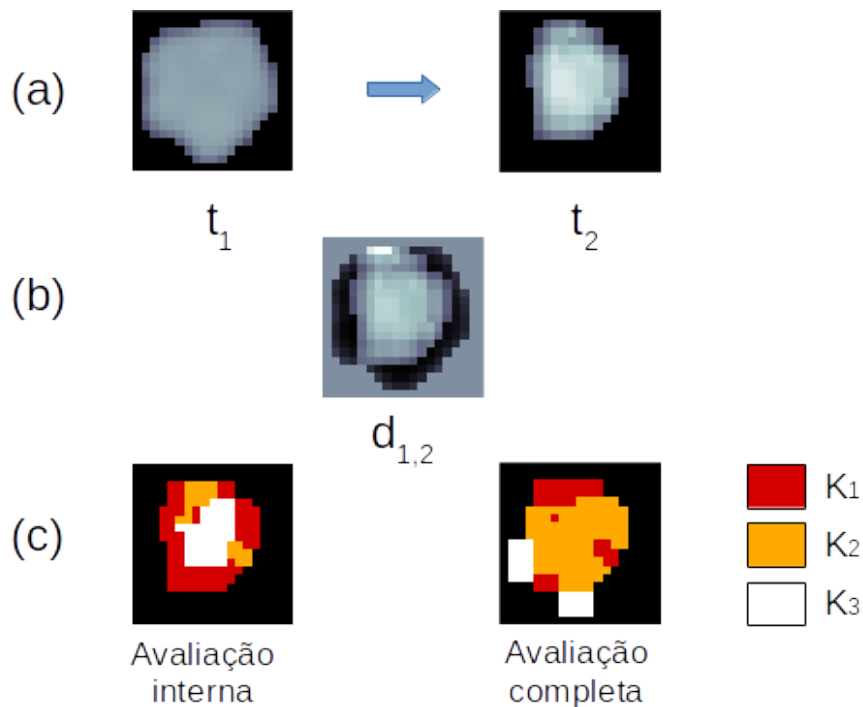 (a)
t1
t2
(b)
d1,2
(c)
K1
K2
K3
Avaliação
interna
Avaliação
completa